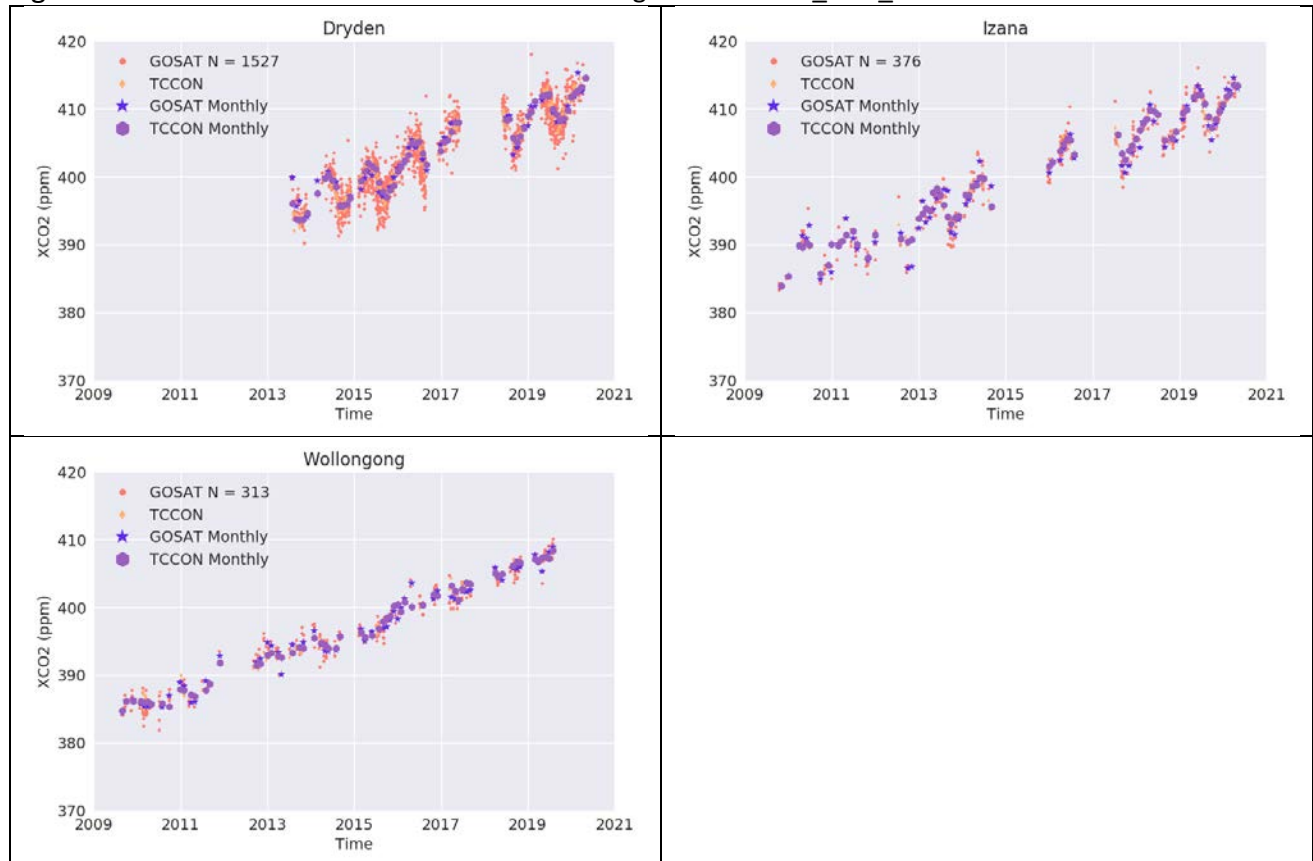 Dryden
420
410
400
390
380
370
XCO2 (ppm)
GOSAT N = 1527
TCCON
GOSAT Monthly
TCCON Monthly
2009 2011 2013 2015 2017 2019 2021
Time
Izana
420
410
400
390
380
370
XCO2 (ppm)
GOSAT N = 376
TCCON
GOSAT Monthly
TCCON Monthly
2009 2011 2013 2015 2017 2019 2021
Time
Wollongong
420
410
400
390
380
370
XCO2 (ppm)
GOSAT N = 313
TCCON
GOSAT Monthly
TCCON Monthly
2009 2011 2013 2015 2017 2019 2021
Time